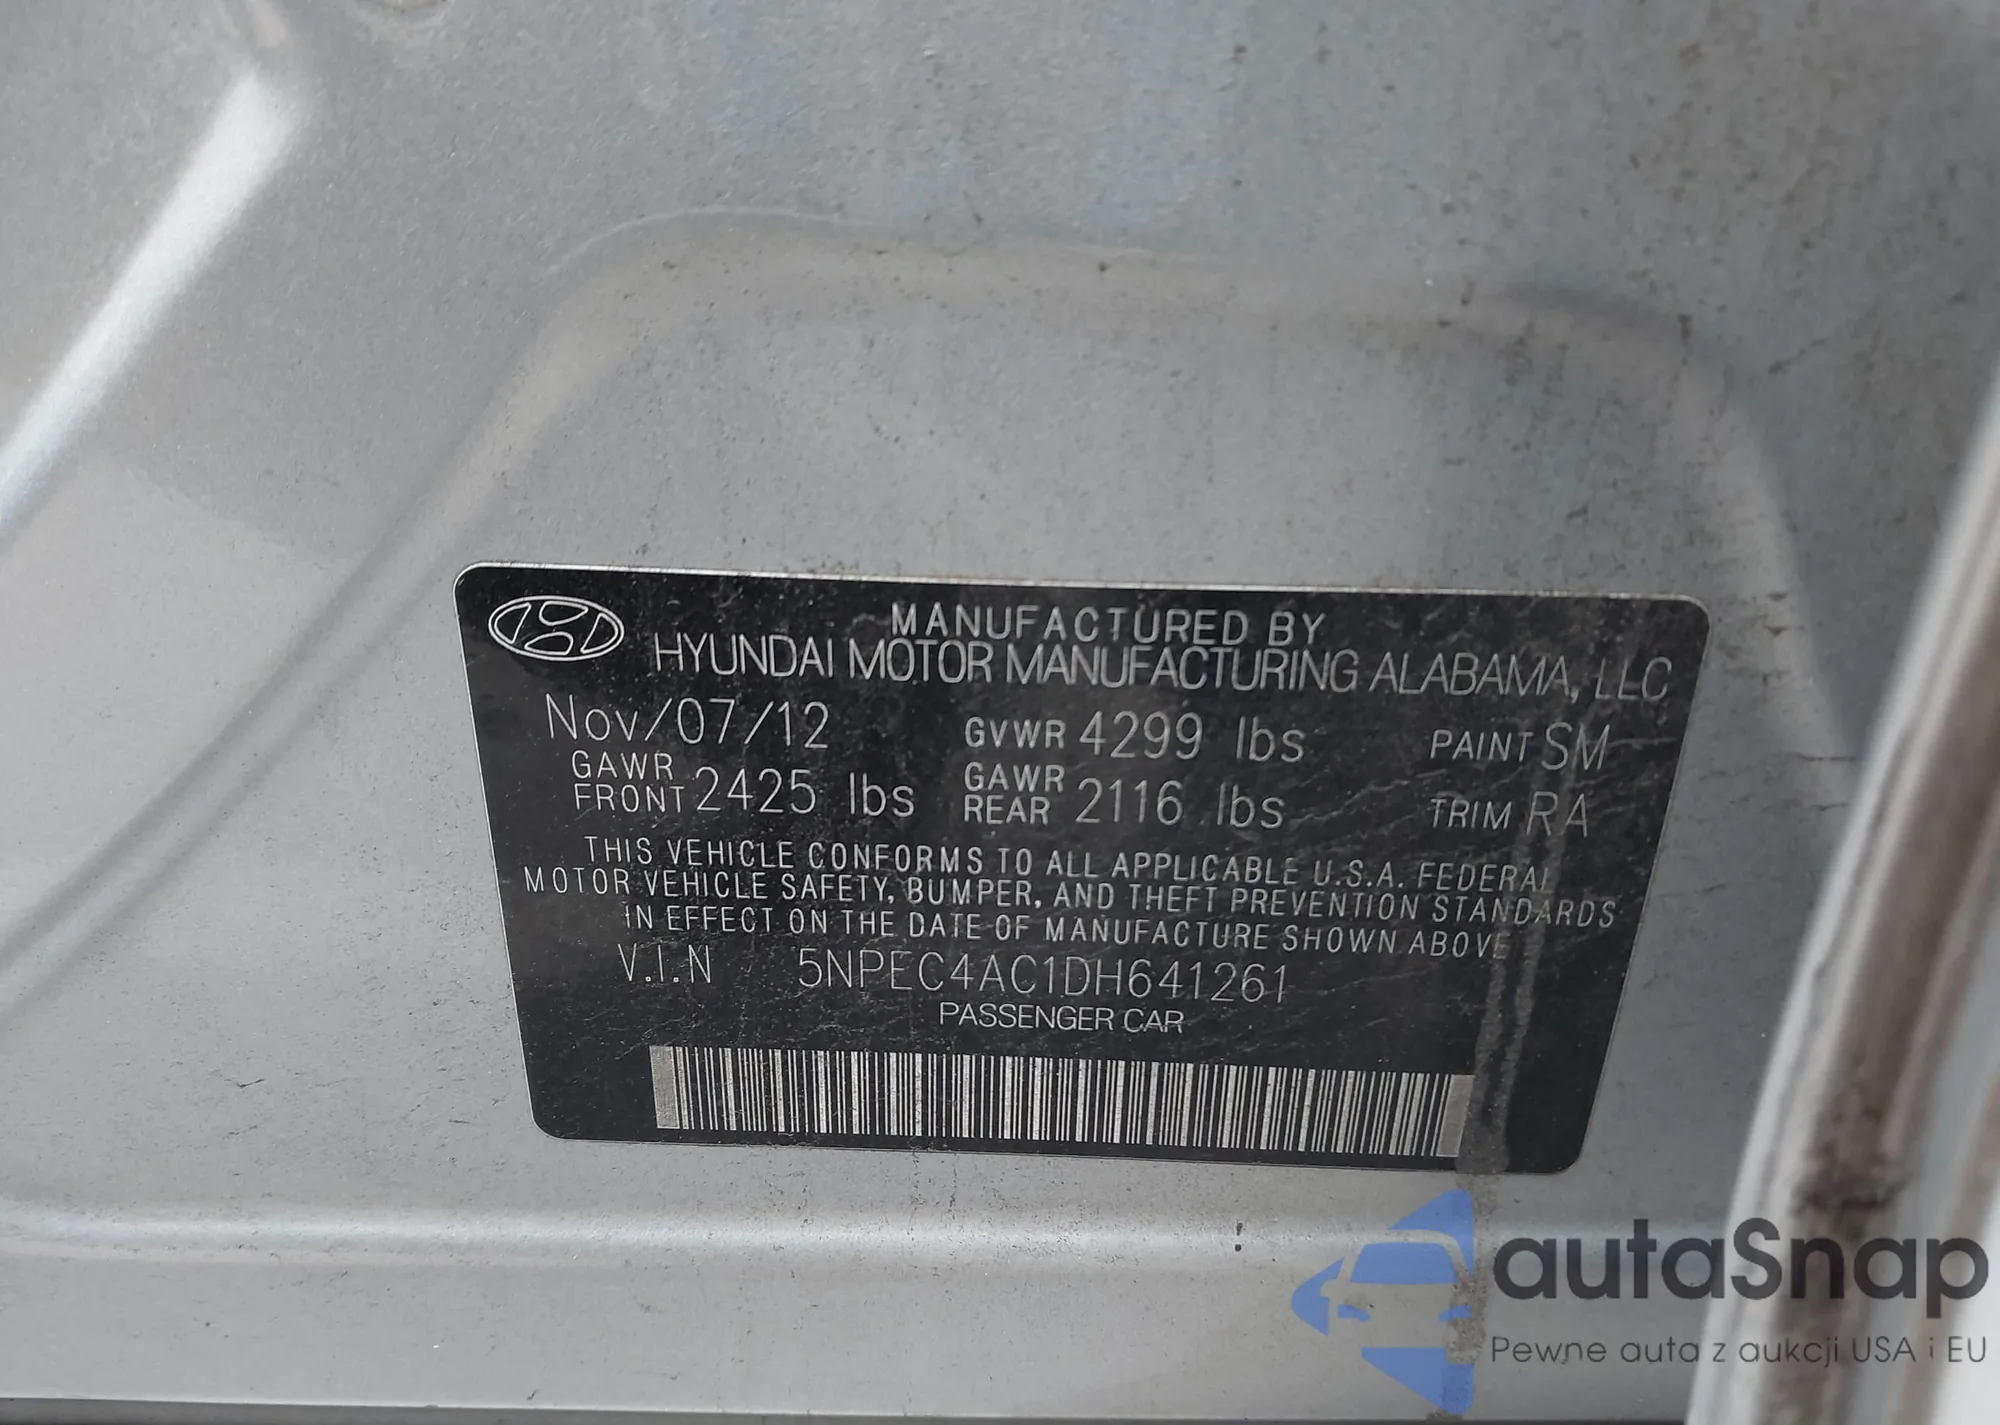 MANUFACTURED BY
HYUNDAI MOTOR MANUFACTURING ALABAMA, LLC
Nov/07/12 GVWR 4299 lbs PAINT SM
GAWR FRONT 2425 lbs GAWR REAR 2116 lbs TRIM RA
THIS VEHICLE CONFORMS TO ALL APPLICABLE U.S.A. FEDERAL
MOTOR VEHICLE SAFETY, BUMPER, AND THEFT PREVENTION STANDARDS
IN EFFECT ON THE DATE OF MANUFACTURE SHOWN ABOVE
V.I.N 5NPEC4AC1DH641261
PASSENGER CAR
autaSnap
Pewne auta z aukcji USA i EU